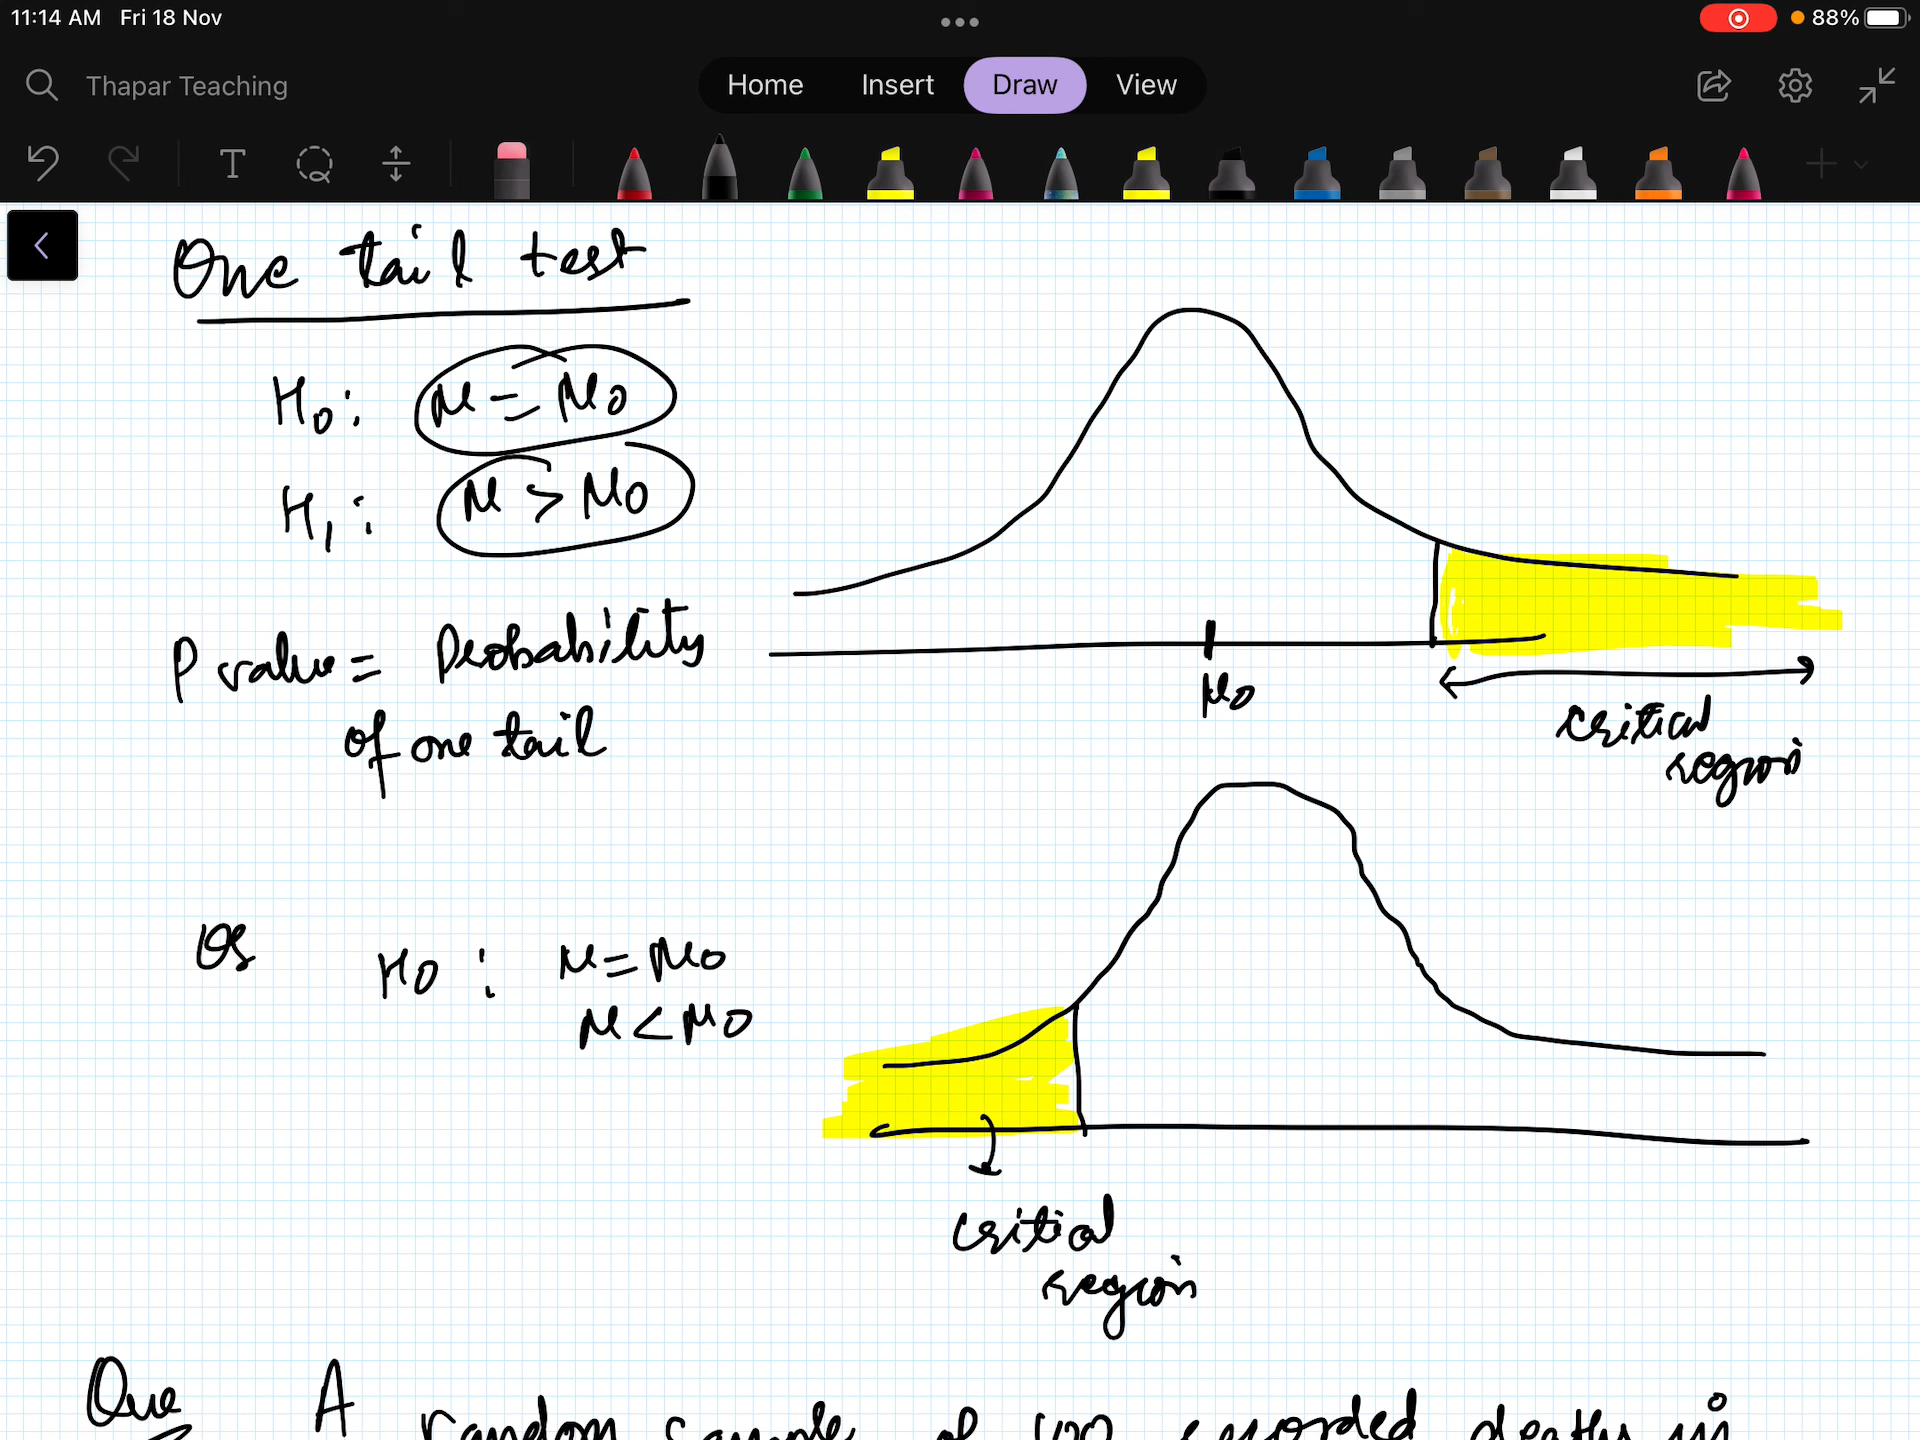 11:14 AM Fri 18 Nov
88%
Thapar Teaching
Home Insert Draw View
T
One tail test
H₀: μ = μ₀
H₁: μ > μ₀
P value = Probability
of one tail
μ₀
critical
region
Or
H₀ : μ = μ₀
μ < μ₀
critical
region
Que A random sample of 100 recorded deaths in